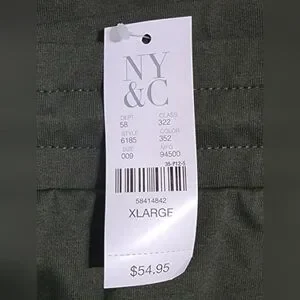 NY
&C
DEPT CLASS
58 322
STYLE COLOR
6185 352
SIZE MFG
009 94500
35-P12-5
58414842
XLARGE
$54.95